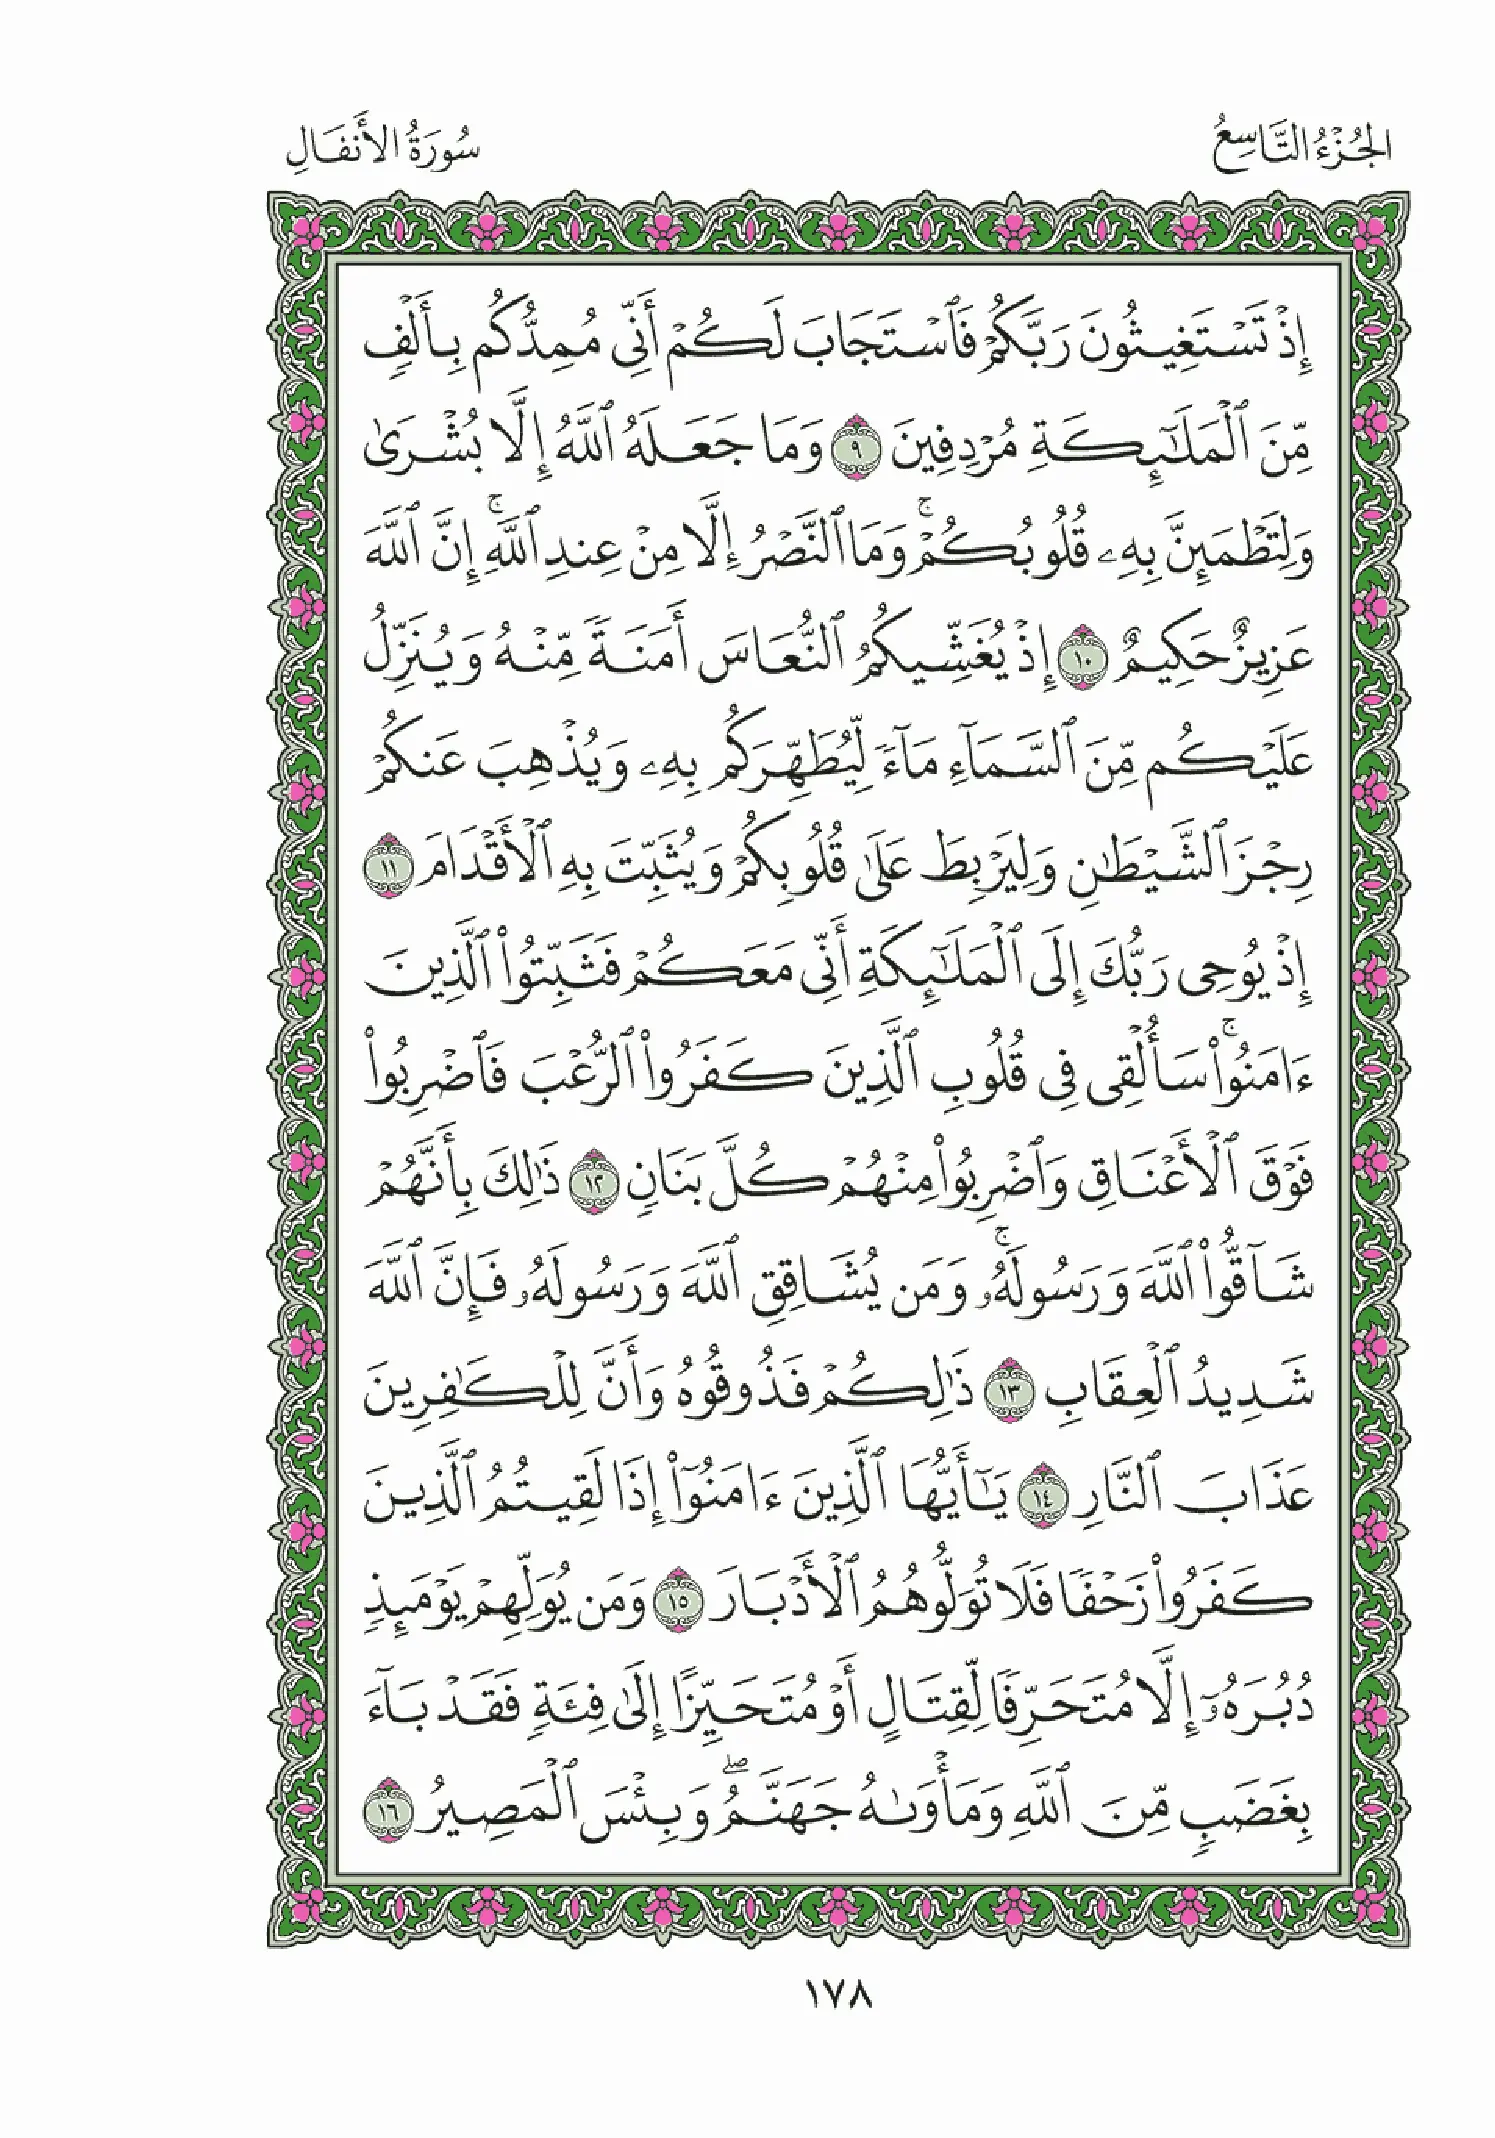 الجُزْءُ التَّاسِعُ
سُورَةُ الأَنفَالِ
إِذْ تَسْتَغِيثُونَ رَبَّكُمْ فَٱسْتَجَابَ لَكُمْ أَنِّي مُمِدُّكُم بِأَلْفٍ
مِّنَ ٱلْمَلَٰٓئِكَةِ مُرْدِفِينَ ٩ وَمَا جَعَلَهُ ٱللَّهُ إِلَّا بُشْرَىٰ
وَلِتَطْمَئِنَّ بِهِۦ قُلُوبُكُمْۚ وَمَا ٱلنَّصْرُ إِلَّا مِنْ عِندِ ٱللَّهِۚ إِنَّ ٱللَّهَ
عَزِيزٌ حَكِيمٌ ١٠ إِذْ يُغَشِّيكُمُ ٱلنُّعَاسَ أَمَنَةً مِّنْهُ وَيُنَزِّلُ
عَلَيْكُم مِّنَ ٱلسَّمَآءِ مَآءً لِّيُطَهِّرَكُم بِهِۦ وَيُذْهِبَ عَنكُمْ
رِجْزَ ٱلشَّيْطَٰنِ وَلِيَرْبِطَ عَلَىٰ قُلُوبِكُمْ وَيُثَبِّتَ بِهِ ٱلْأَقْدَامَ ١١
إِذْ يُوحِى رَبُّكَ إِلَى ٱلْمَلَٰٓئِكَةِ أَنِّى مَعَكُمْ فَثَبِّتُوا۟ ٱلَّذِينَ
ءَامَنُوا۟ۚ سَأُلْقِى فِى قُلُوبِ ٱلَّذِينَ كَفَرُوا۟ ٱلرُّعْبَ فَٱضْرِبُوا۟
فَوْقَ ٱلْأَعْنَاقِ وَٱضْرِبُوا۟ مِنْهُمْ كُلَّ بَنَانٍ ١٢ ذَٰلِكَ بِأَنَّهُمْ
شَآقُّوا۟ ٱللَّهَ وَرَسُولَهُۥۚ وَمَن يُشَاقِقِ ٱللَّهَ وَرَسُولَهُۥ فَإِنَّ ٱللَّهَ
شَدِيدُ ٱلْعِقَابِ ١٣ ذَٰلِكُمْ فَذُوقُوهُ وَأَنَّ لِلْكَٰفِرِينَ
عَذَابَ ٱلنَّارِ ١٤ يَٰٓأَيُّهَا ٱلَّذِينَ ءَامَنُوٓا۟ إِذَا لَقِيتُمُ ٱلَّذِينَ
كَفَرُوا۟ زَحْفًا فَلَا تُوَلُّوهُمُ ٱلْأَدْبَارَ ١٥ وَمَن يُوَلِّهِمْ يَوْمَئِذٍ
دُبُرَهُۥٓ إِلَّا مُتَحَرِّفًا لِّقِتَالٍ أَوْ مُتَحَيِّزًا إِلَىٰ فِئَةٍ فَقَدْ بَآءَ
بِغَضَبٍ مِّنَ ٱللَّهِ وَمَأْوَىٰهُ جَهَنَّمُۖ وَبِئْسَ ٱلْمَصِيرُ ١٦
١٧٨